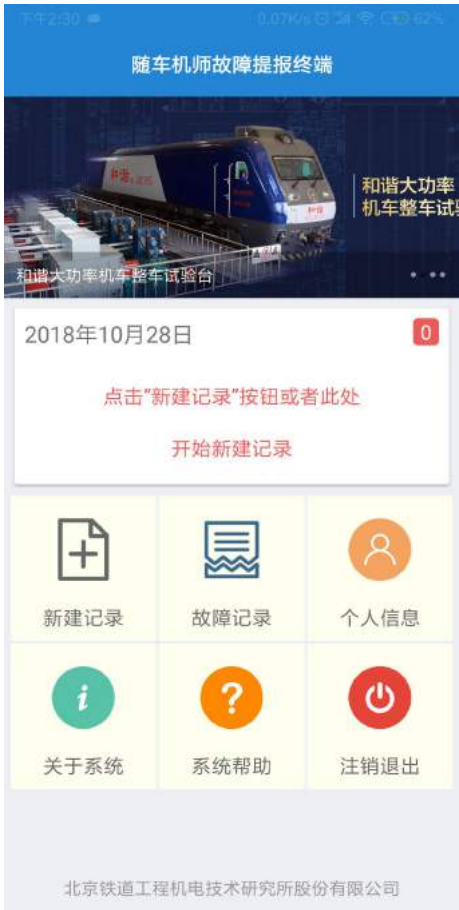 下午2:30
0.07K/s
62%
随车机师故障提报终端
和谐大功率
机车整车试
和谐大功率机车整车试验台
2018年10月28日
0
点击“新建记录”按钮或者此处
开始新建记录
新建记录
故障记录
个人信息
关于系统
系统帮助
注销退出
北京铁道工程机电技术研究所股份有限公司